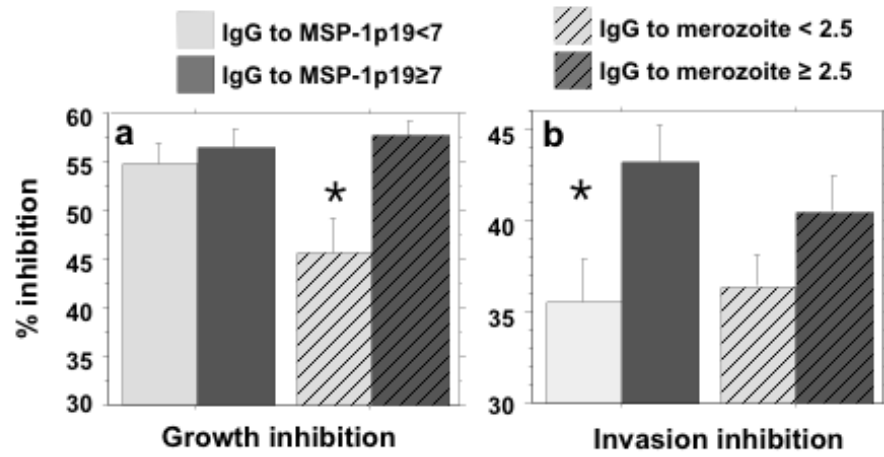 IgG to MSP-1p19<7
IgG to MSP-1p19≥7
IgG to merozoite < 2.5
IgG to merozoite ≥ 2.5
% inhibition
60
55
50
45
40
35
30
a
*
Growth inhibition
45
40
35
30
b
*
Invasion inhibition